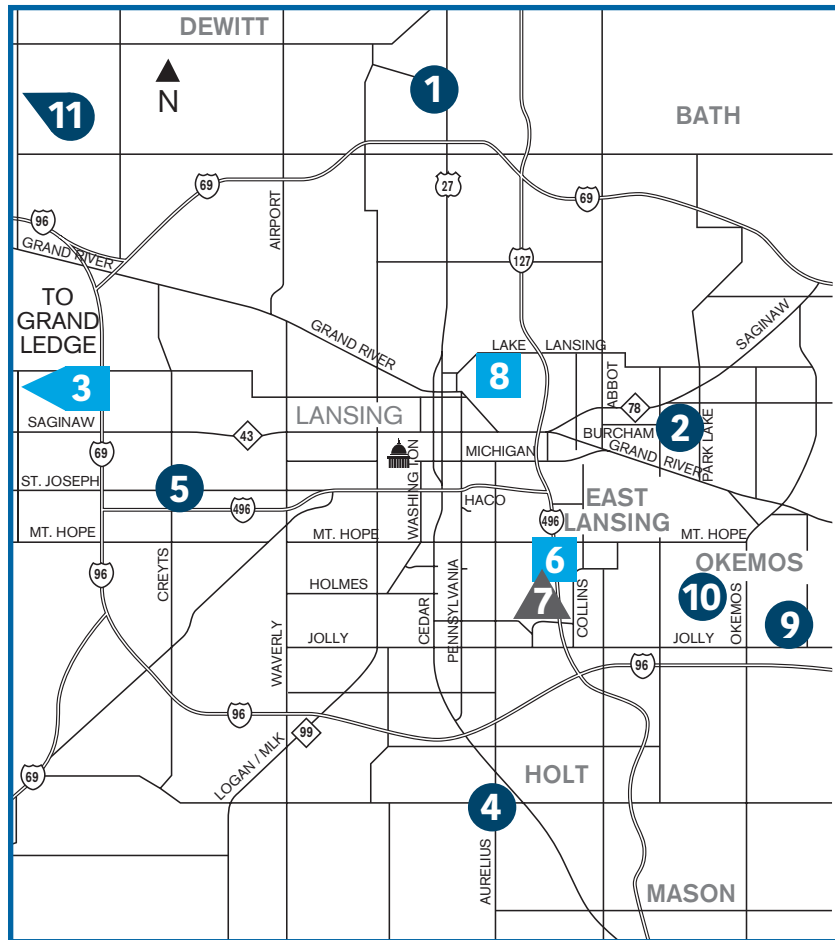 DEWITT
1
11
N
BATH
69
27
69
96
AIRPORT
GRAND RIVER
127
TO
GRAND
LEDGE
GRAND RIVER
SAGINAW
LAKE LANSING
3
8
ABBOT
78
PARK LAKE
SAGINAW
LANSING
2
43
BURCHAM
69
MICHIGAN
GRAND RIVER
ST. JOSEPH
5
WASHINGTON
HACO
EAST
LANSING
496
496
MT. HOPE
MT. HOPE
MT. HOPE
6
OKEMOS
96
CREYTS
HOLMES
7
COLLINS
10
OKEMOS
9
CEDAR
PENNSYLVANIA
WAVERLY
JOLLY
JOLLY
96
96
99
LOGAN / MLK
69
HOLT
4
AURELIUS
MASON